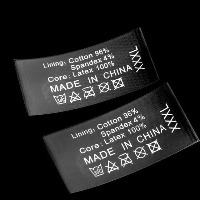 Lining: Cotton 96%
Spandex 4%
Core: Latex 100%
MADE IN CHINA
XXXL
Lining: Cotton 96%
Spandex 4%
Core: Latex 100%
MADE IN CHINA
XXXL